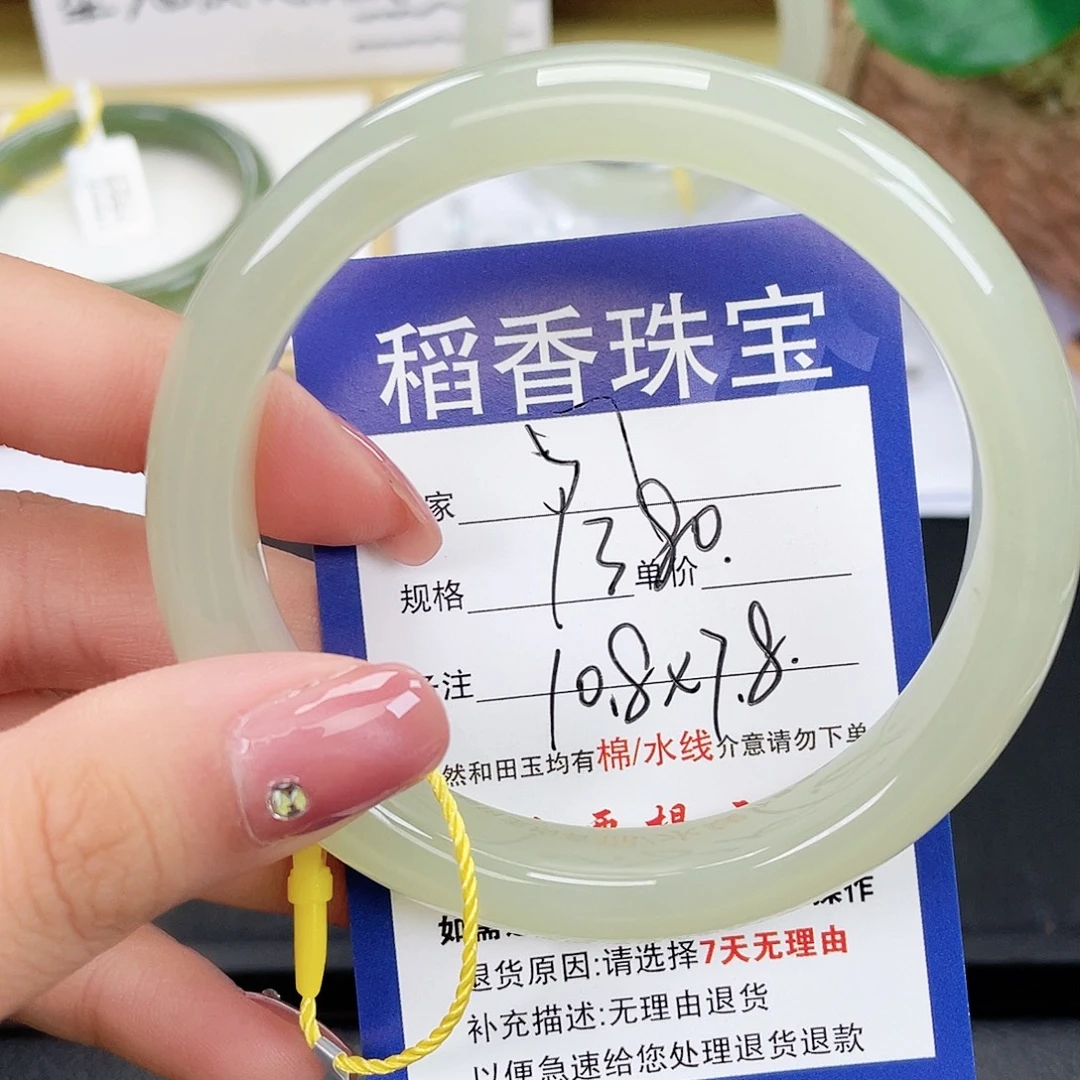 稻香珠宝
家
1380.
规格 单价
注 10.8×7.8.
然和田玉均有棉/水线介意请勿下单
操作
退货原因:请选择7天无理由
补充描述:无理由退货
以便急速给您处理退货退款